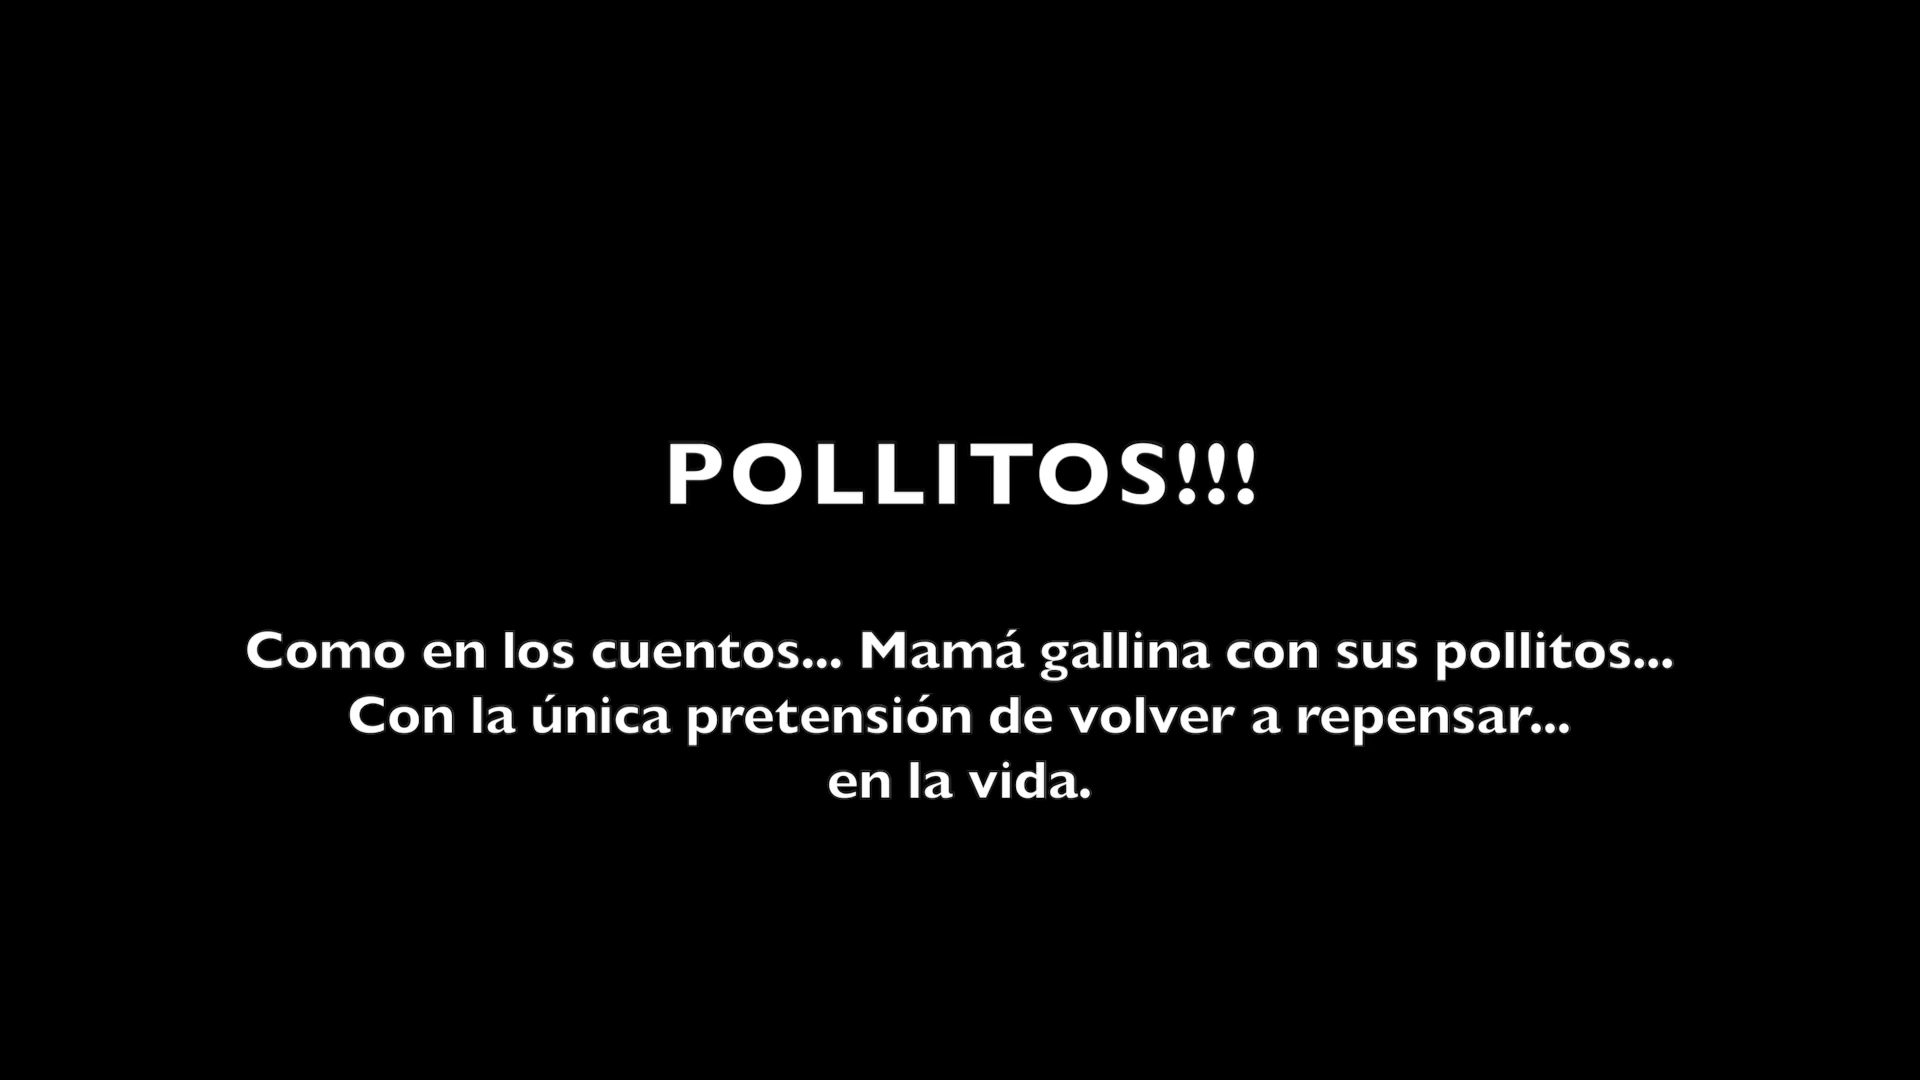 POLLITOS!!!
Como en los cuentos... Mamá gallina con sus pollitos...
Con la única pretensión de volver a repensar...
en la vida.